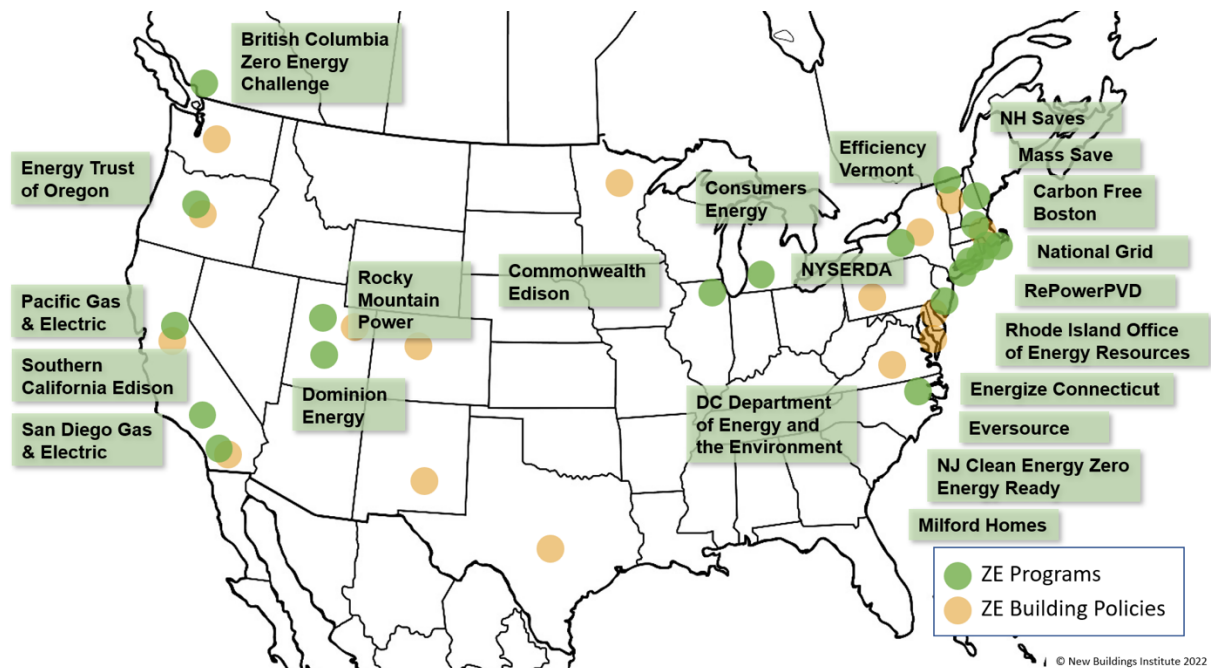 British Columbia
Zero Energy
Challenge
NH Saves
Efficiency
Vermont
Mass Save
Energy Trust
of Oregon
Consumers
Energy
Carbon Free
Boston
National Grid
NYSERDA
Rocky
Mountain
Power
Commonwealth
Edison
RePowerPVD
Pacific Gas
& Electric
Rhode Island Office
of Energy Resources
Southern
California Edison
Dominion
Energy
DC Department
of Energy and
the Environment
Energize Connecticut
San Diego Gas
& Electric
Eversource
NJ Clean Energy Zero
Energy Ready
Milford Homes
ZE Programs
ZE Building Policies
© New Buildings Institute 2022